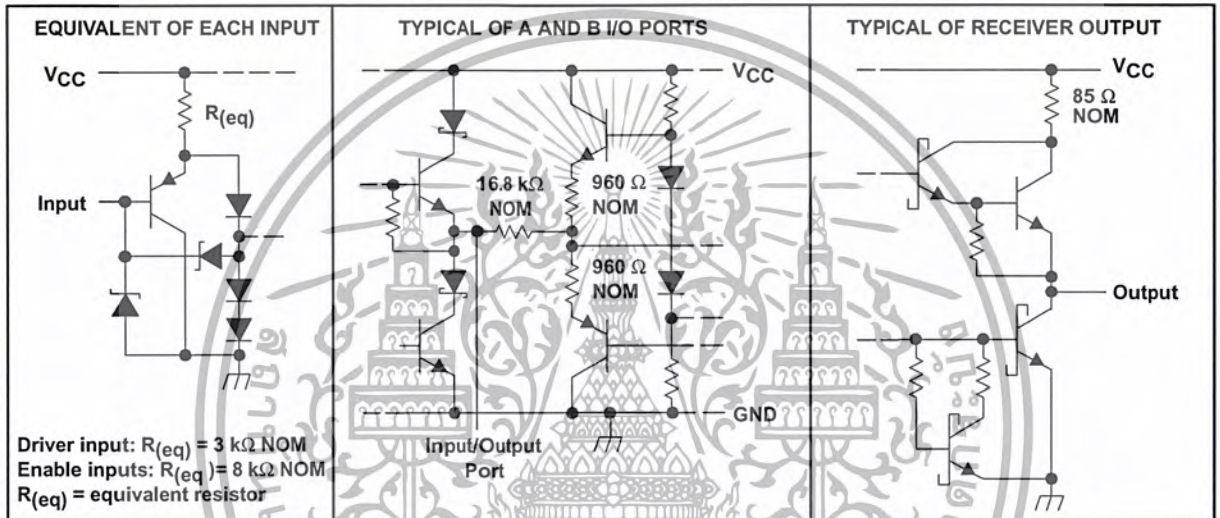 EQUIVALENT OF EACH INPUT
VCC
R(eq)
Input
Driver input: R(eq) = 3 kΩ NOM
Enable inputs: R(eq) = 8 kΩ NOM
R(eq) = equivalent resistor
TYPICAL OF A AND B I/O PORTS
VCC
16.8 kΩ
NOM
960 Ω
NOM
960 Ω
NOM
GND
Input/Output
Port
TYPICAL OF RECEIVER OUTPUT
VCC
85 Ω
NOM
Output